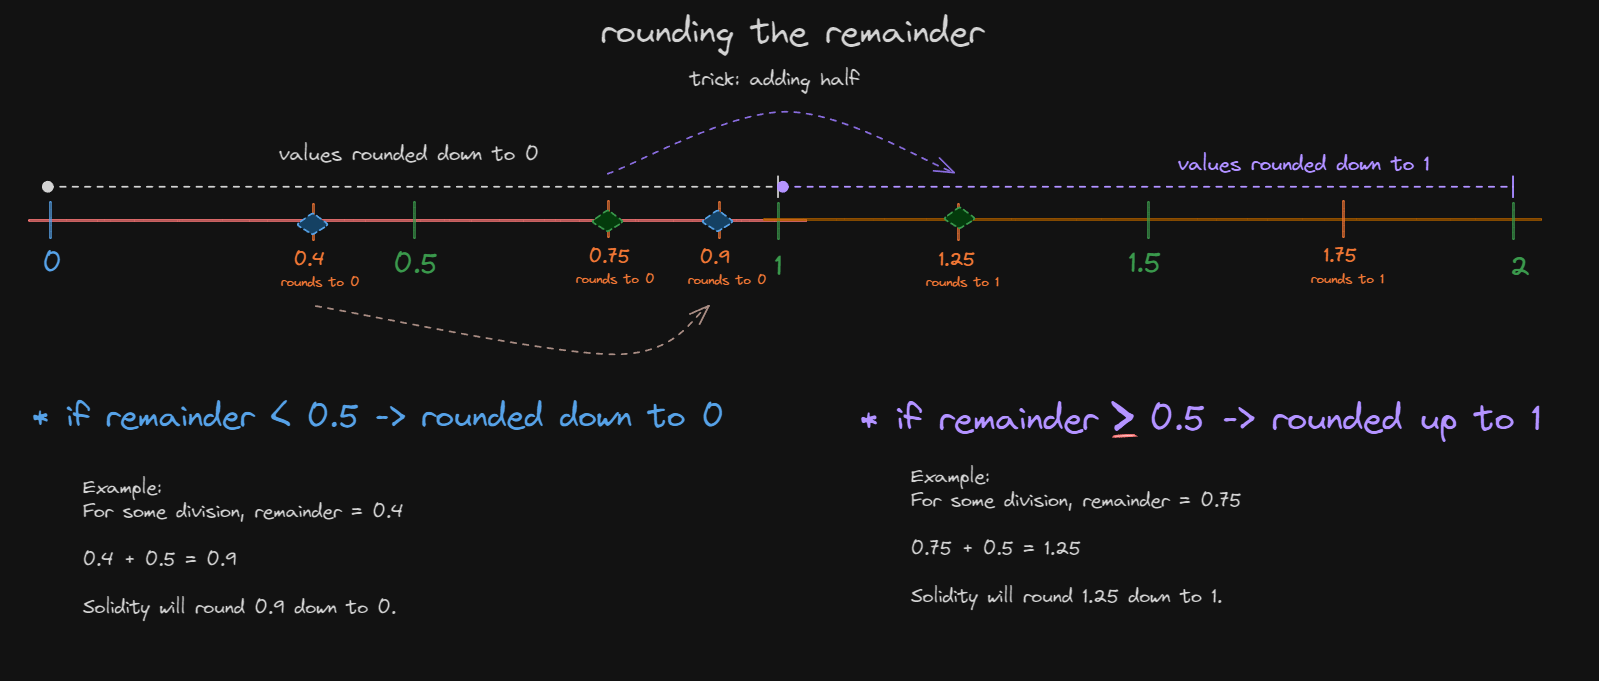 rounding the remainder
trick: adding half
values rounded down to 0
values rounded down to 1
0
0.4
rounds to 0
0.5
0.75
rounds to 0
0.9
rounds to 0
1
1.25
rounds to 1
1.5
1.75
rounds to 1
2
* if remainder < 0.5 -> rounded down to 0
Example:
For some division, remainder = 0.4
0.4 + 0.5 = 0.9
Solidity will round 0.9 down to 0.
* if remainder ≥ 0.5 -> rounded up to 1
Example:
For some division, remainder = 0.75
0.75 + 0.5 = 1.25
Solidity will round 1.25 down to 1.